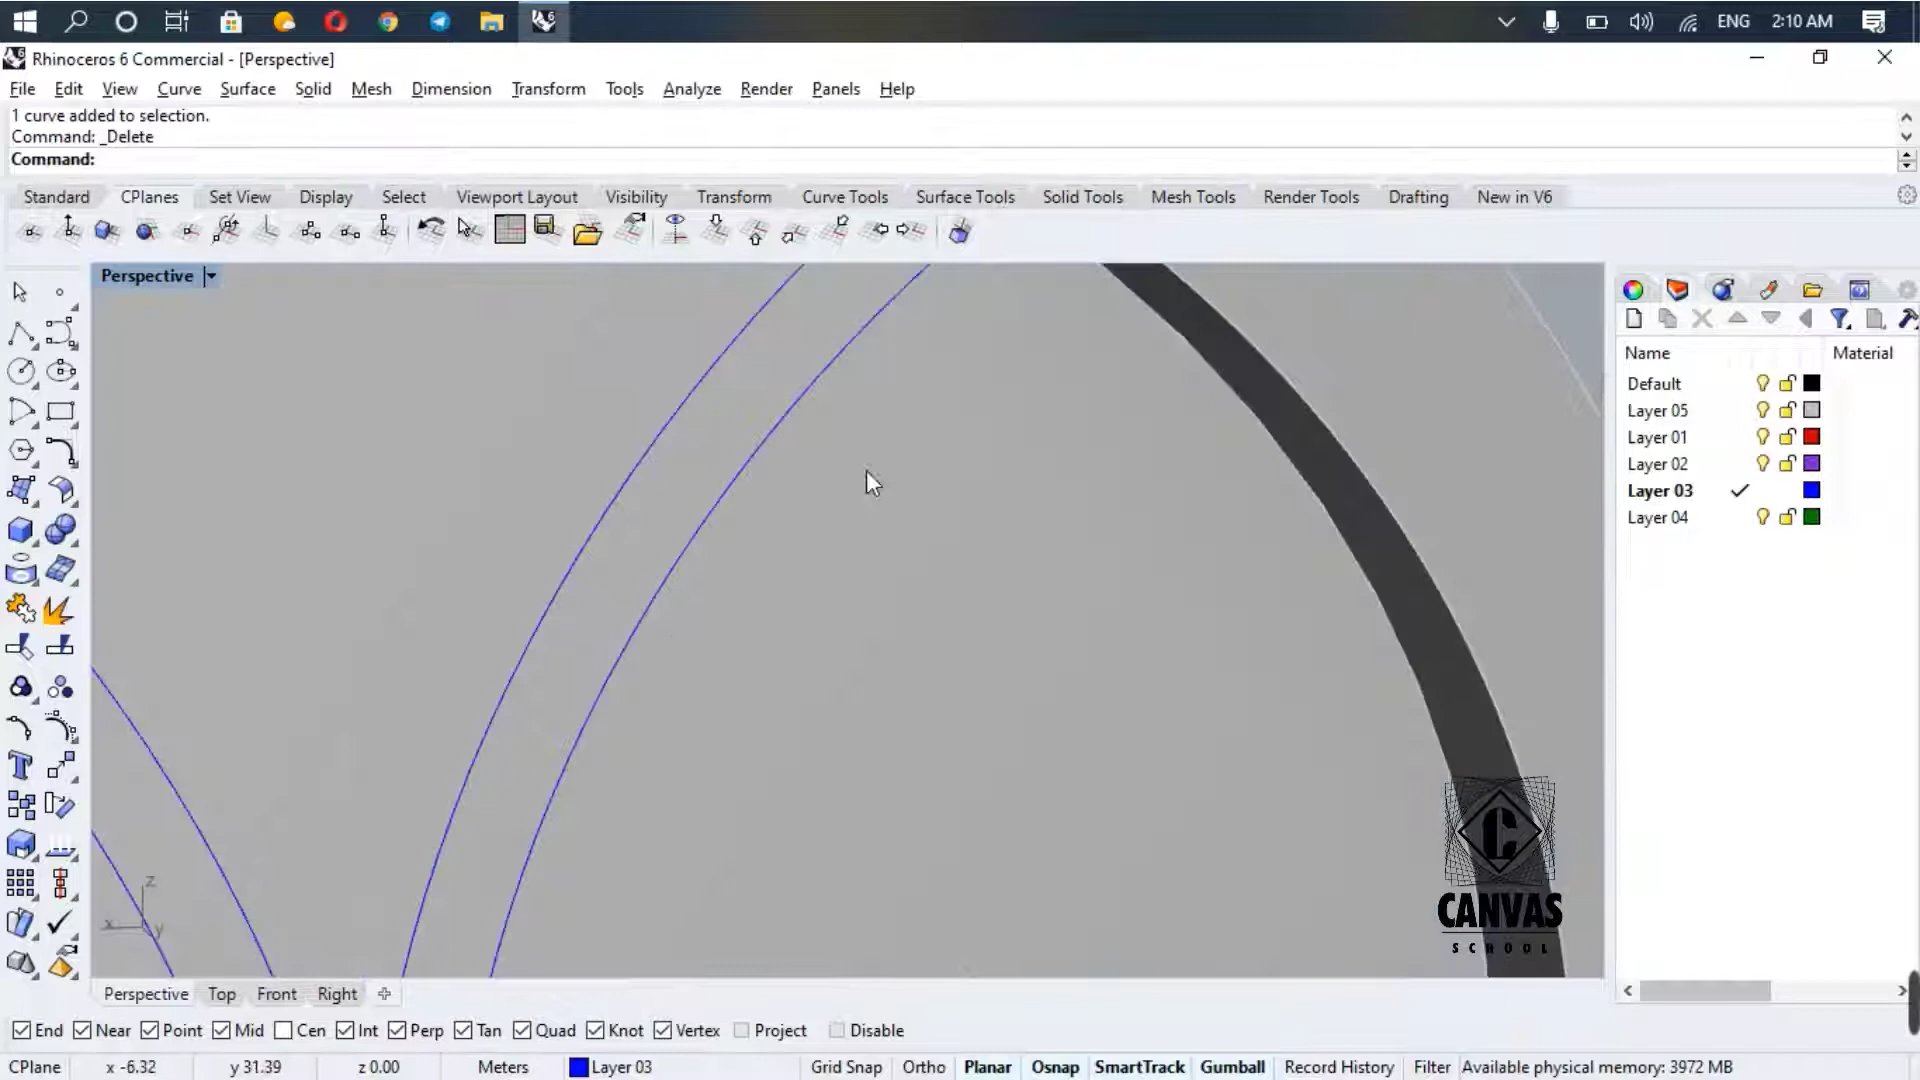 ENG 2:10 AM
Rhinoceros 6 Commercial - [Perspective]
File Edit View Curve Surface Solid Mesh Dimension Transform Tools Analyze Render Panels Help
1 curve added to selection.
Command: _Delete
Command:
Standard CPlanes Set View Display Select Viewport Layout Visibility Transform Curve Tools Surface Tools Solid Tools Mesh Tools Render Tools Drafting New in V6
Perspective
Name Material
Default
Layer 05
Layer 01
Layer 02
Layer 03
Layer 04
z
x y
CANVAS
SCHOOL
Perspective Top Front Right
End Near Point Mid Cen Int Perp Tan Quad Knot Vertex Project Disable
CPlane x -6.32 y 31.39 z 0.00 Meters Layer 03 Grid Snap Ortho Planar Osnap SmartTrack Gumball Record History Filter Available physical memory: 3972 MB